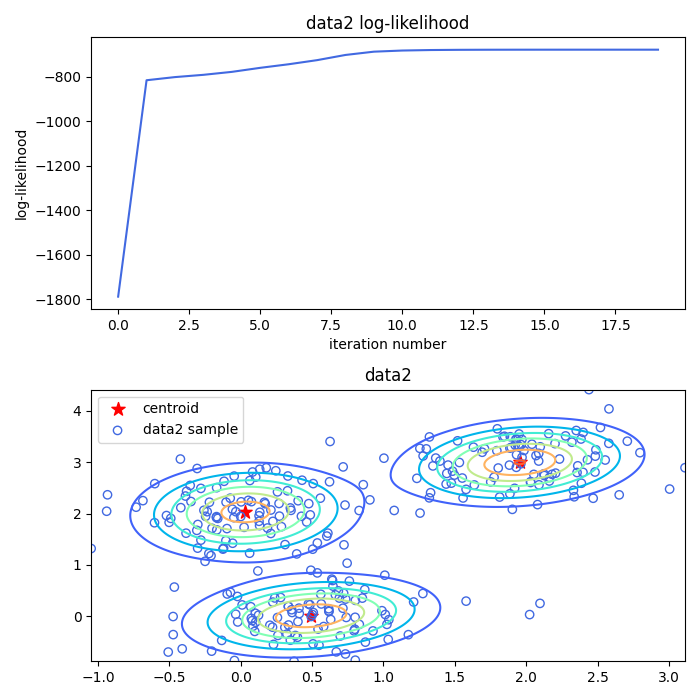 data2 log-likelihood
−800
−1000
−1200
−1400
−1600
−1800
log-likelihood
0.0 2.5 5.0 7.5 10.0 12.5 15.0 17.5
iteration number
data2
centroid
data2 sample
4
3
2
1
0
−1.0 −0.5 0.0 0.5 1.0 1.5 2.0 2.5 3.0